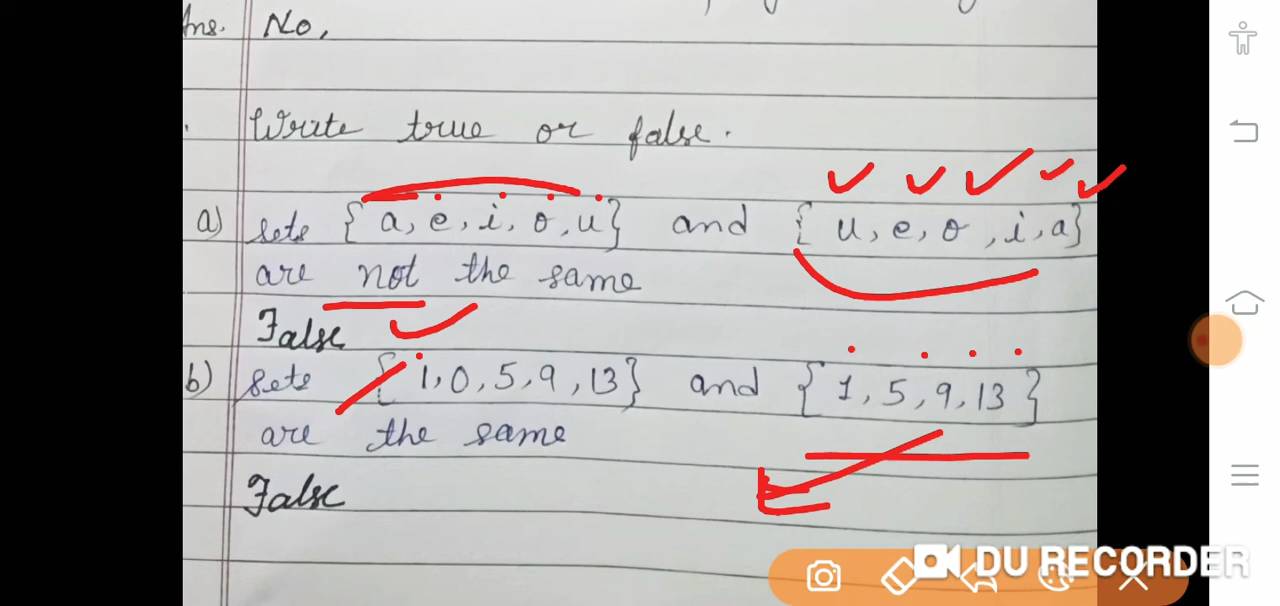 Ans. No,
Write true or false.
a) sets { a, e, i, o, u} and { u, e, o, i, a}
are not the same
False
b) sets { 1, 0, 5, 9, 13} and { 1, 5, 9, 13 }
are the same
False
DU RECORDER